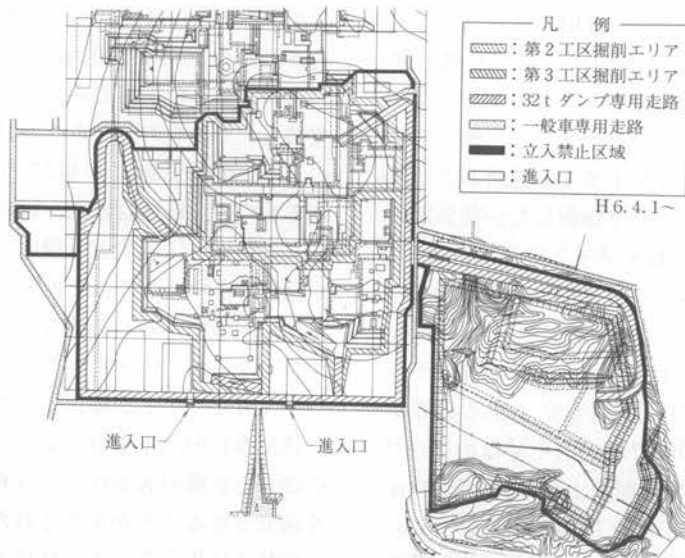 凡例
：第2工区掘削エリア
：第3工区掘削エリア
：32tダンプ専用走路
：一般車専用走路
：立入禁止区域
：進入口
H6.4.1～
進入口
進入口